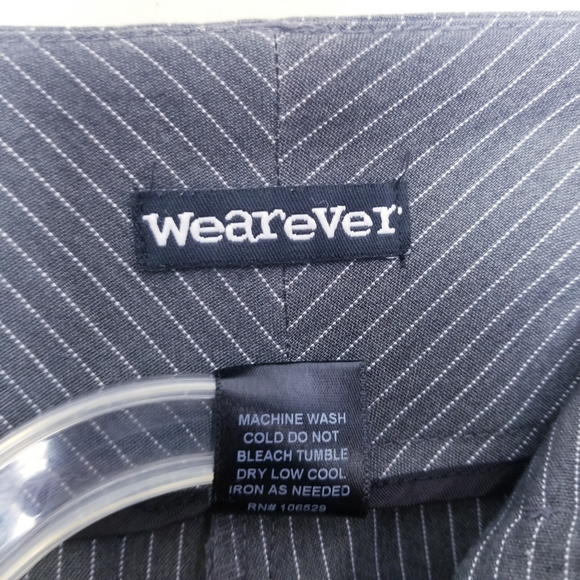 weareVer
MACHINE WASH
COLD DO NOT
BLEACH TUMBLE
DRY LOW COOL
IRON AS NEEDED
RN# 106529